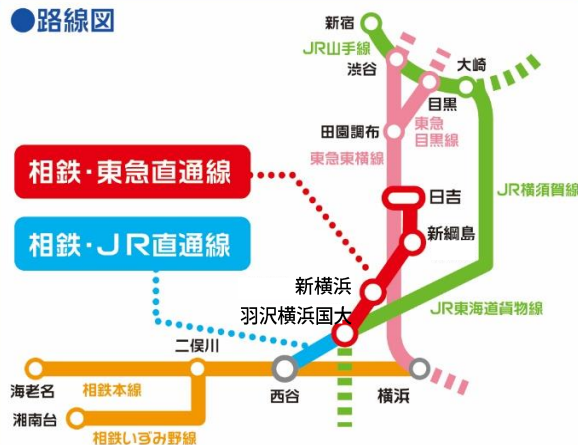 ●路線図
新宿
JR山手線
渋谷
大崎
目黒
田園調布
東急
目黒線
東急東横線
相鉄・東急直通線
日吉
JR横須賀線
新綱島
相鉄・JR直通線
新横浜
羽沢横浜国大
JR東海道貨物線
二俣川
海老名
相鉄本線
西谷
横浜
湘南台
相鉄いずみ野線